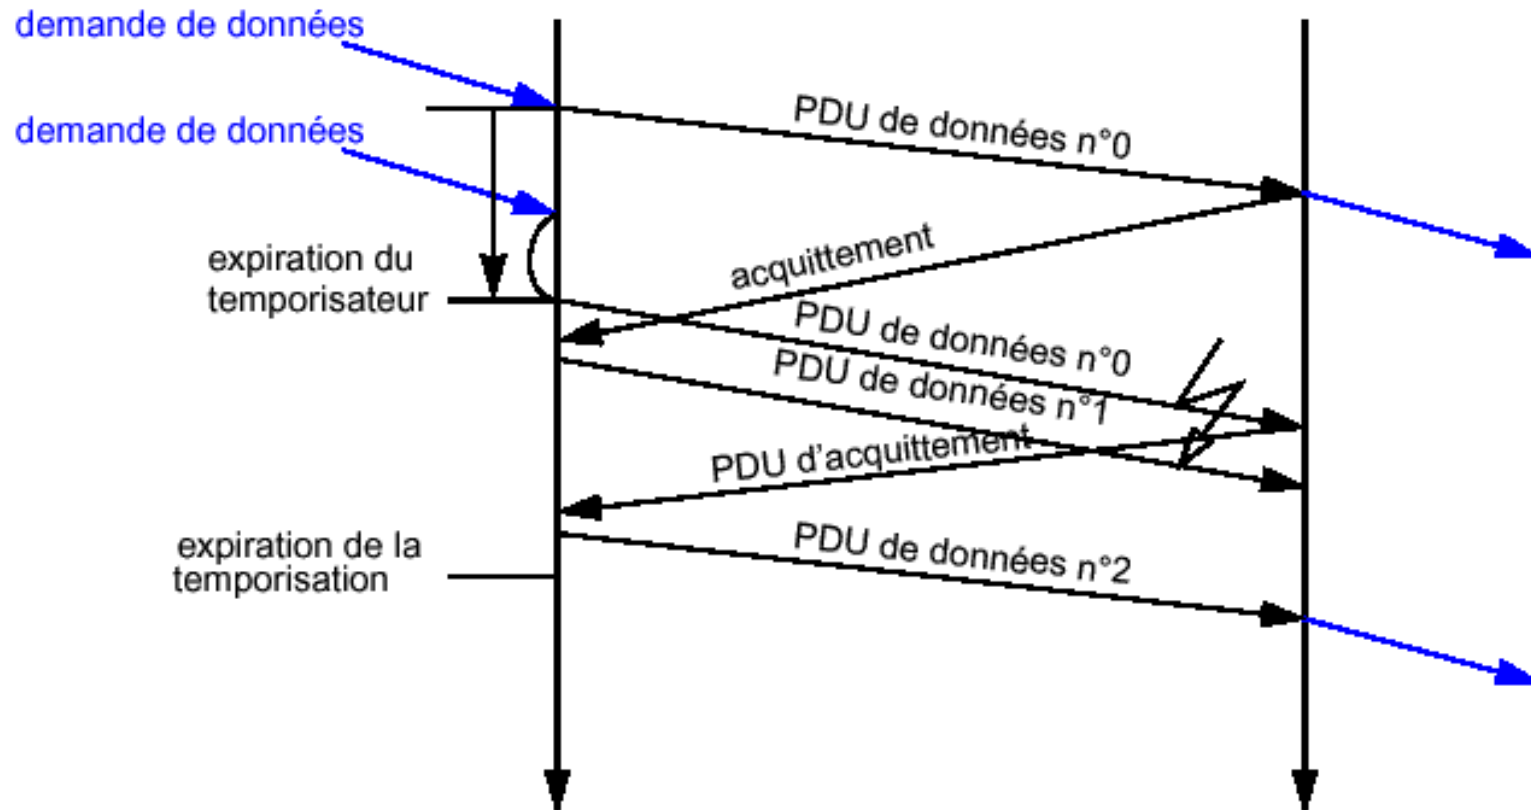 demande de données
PDU de données n°0
demande de données
acquittement
expiration du
temporisateur
PDU de données n°0
PDU de données n°1
PDU d'acquittement
PDU de données n°2
expiration de la
temporisation